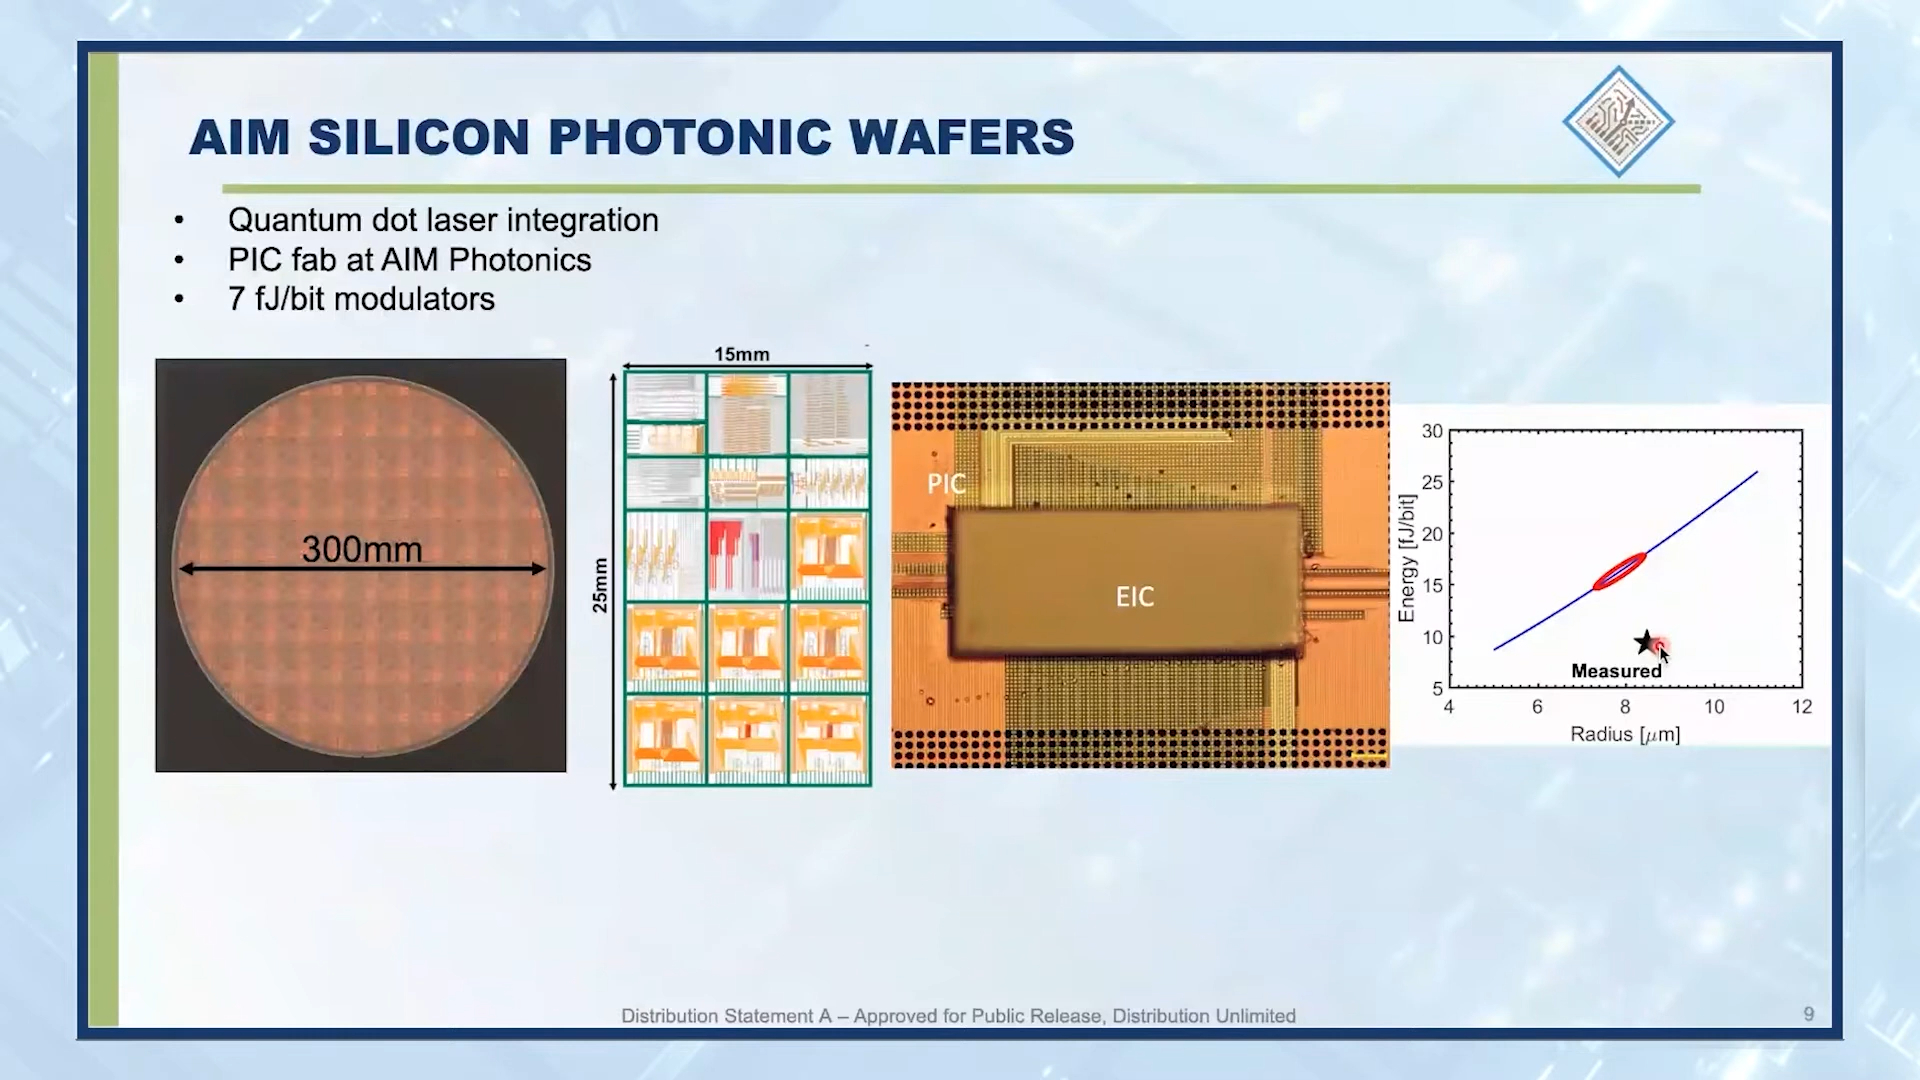 AIM SILICON PHOTONIC WAFERS
• Quantum dot laser integration
• PIC fab at AIM Photonics
• 7 fJ/bit modulators
300mm
15mm
25mm
PIC
EIC
30
25
20
15
10
5
Energy [fJ/bit]
Measured
4 6 8 10 12
Radius [μm]
Distribution Statement A – Approved for Public Release, Distribution Unlimited
9